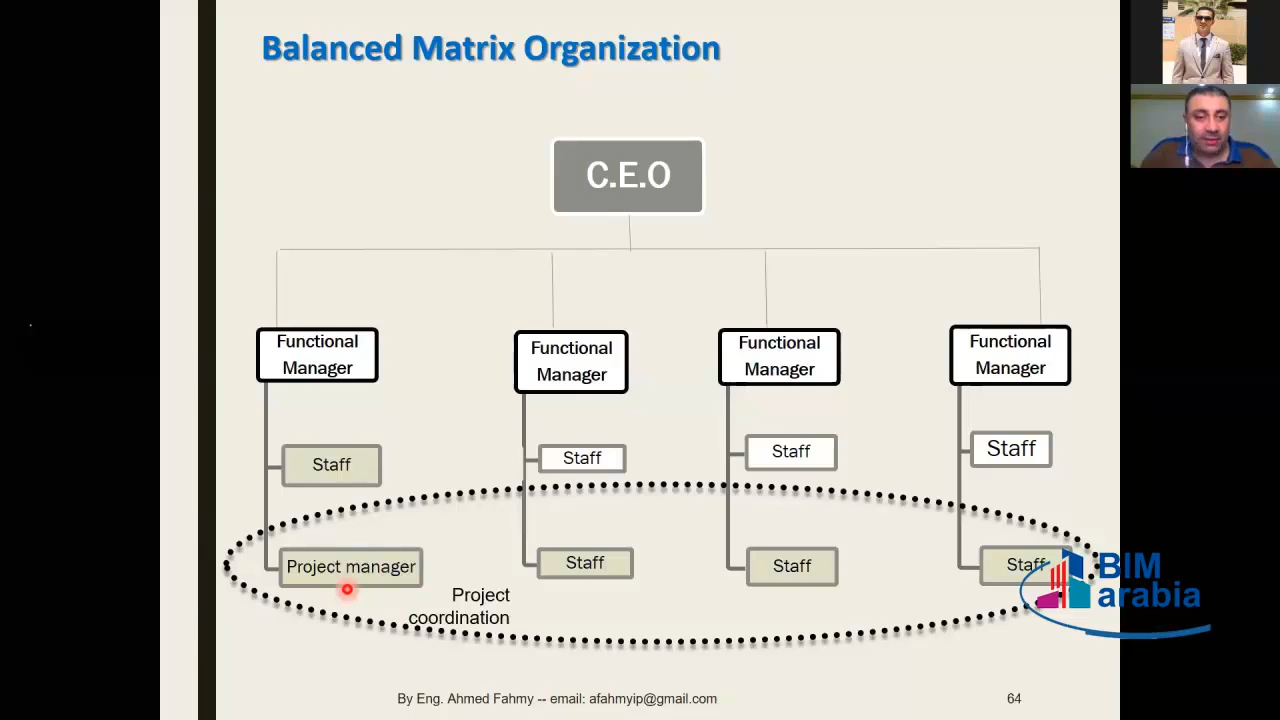 Balanced Matrix Organization
C.E.O
Functional
Manager
Functional
Manager
Functional
Manager
Functional
Manager
Staff
Staff
Staff
Staff
Project manager
Staff
Staff
Staff
Project
coordination
BIM
arabia
By Eng. Ahmed Fahmy -- email: afahmyip@gmail.com
64